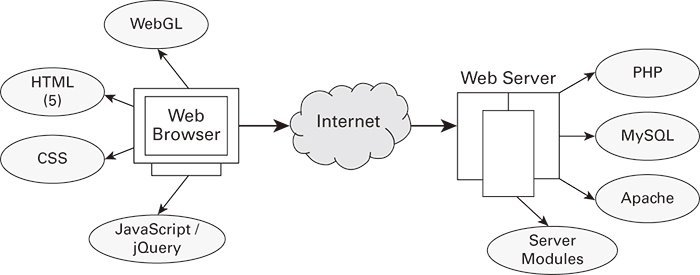 WebGL
HTML
(5)
Web
Browser
CSS
JavaScript /
jQuery
Internet
Web Server
PHP
MySQL
Apache
Server
Modules